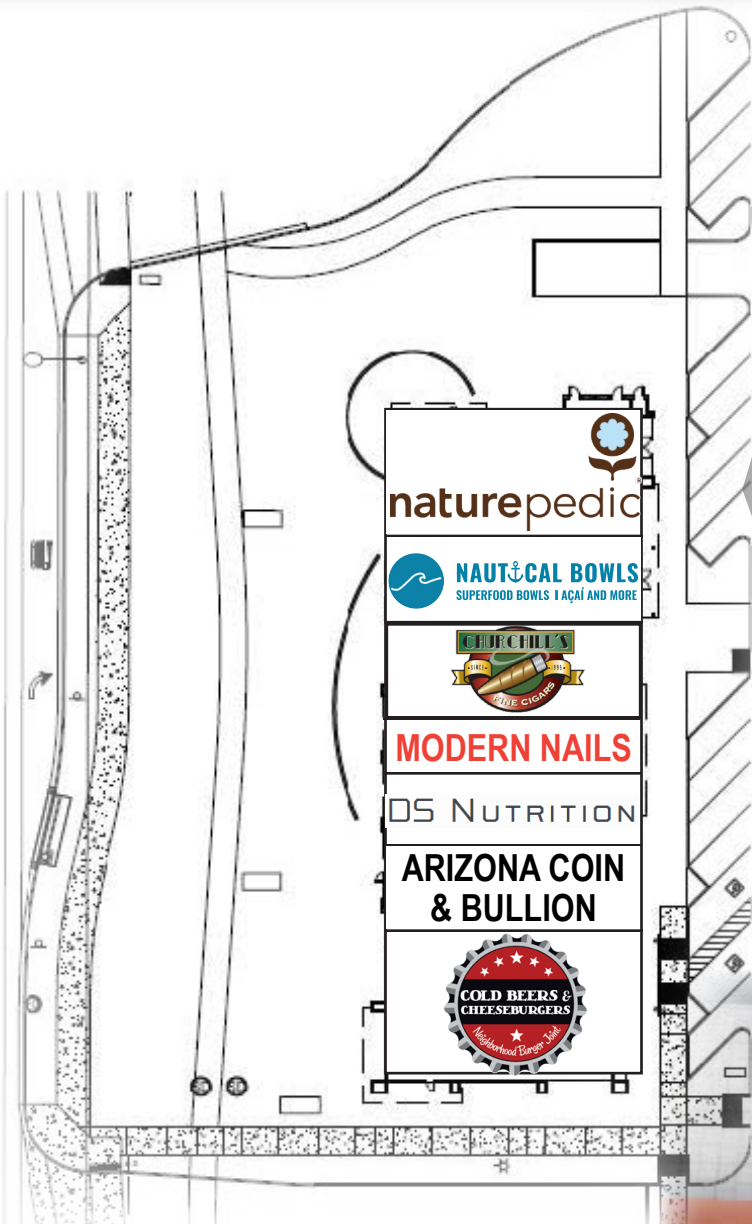 naturepedic
®
NAUTICAL BOWLS
SUPERFOOD BOWLS I AÇAÍ AND MORE
CHURCHILL'S
SINCE 1895
FINE CIGARS
MODERN NAILS
DS NUTRITION
ARIZONA COIN
& BULLION
COLD BEERS &
CHEESEBURGERS
Neighborhood Burger Joint